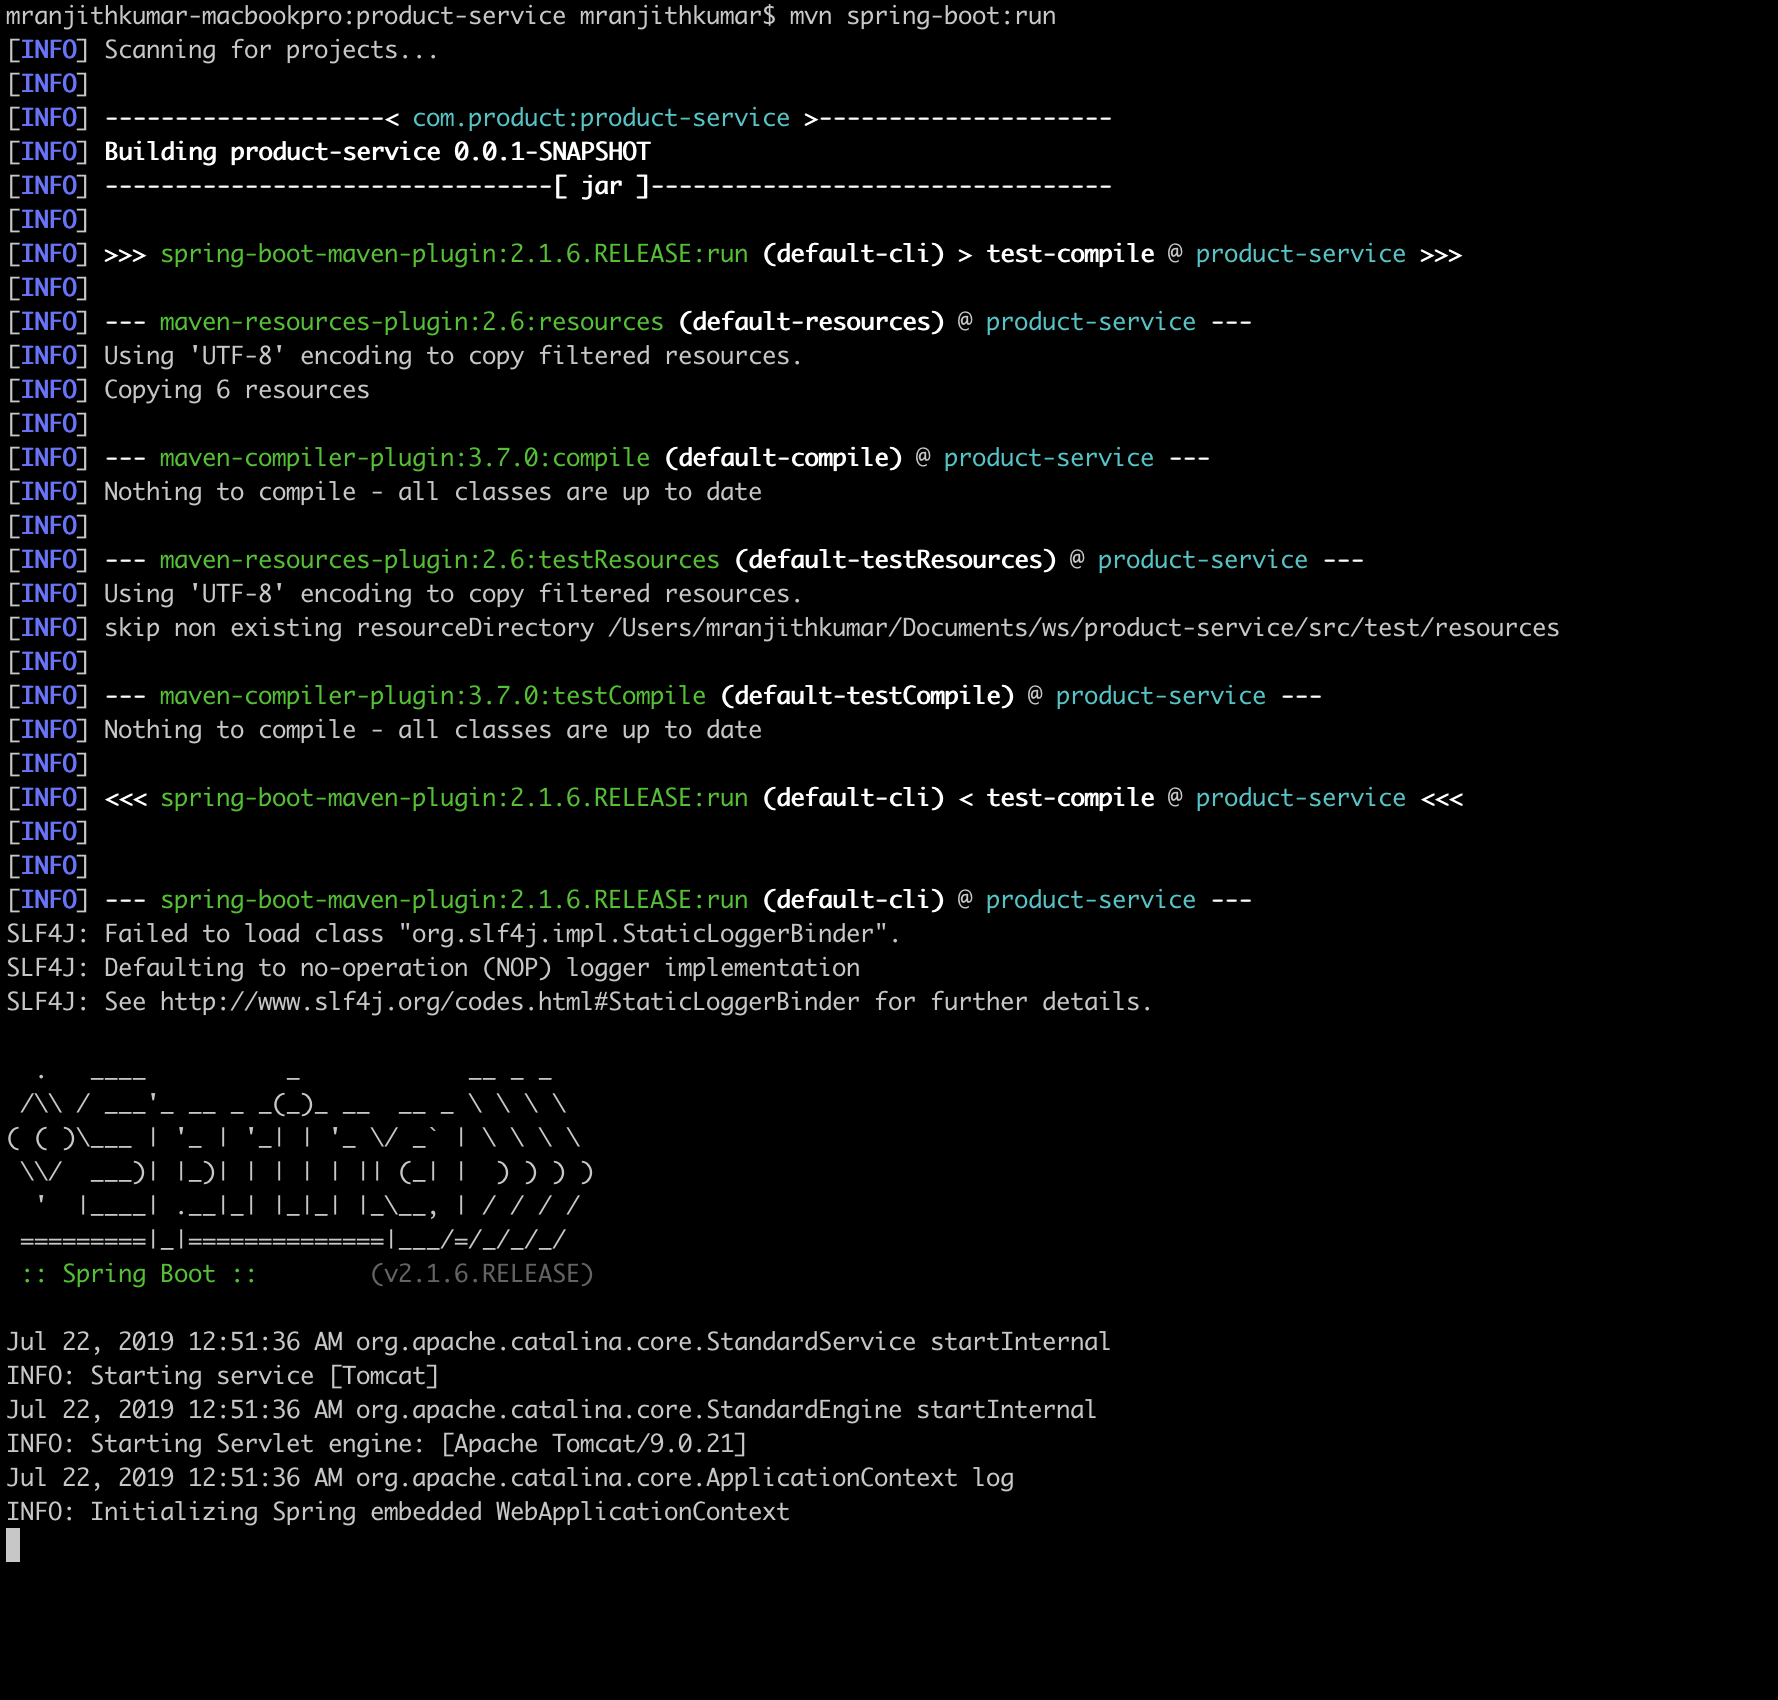 mranjithkumar-macbookpro:product-service mranjithkumar$ mvn spring-boot:run
[INFO] Scanning for projects...
[INFO]
[INFO] --------------------< com.product:product-service >---------------------
[INFO] Building product-service 0.0.1-SNAPSHOT
[INFO] --------------------------------[ jar ]---------------------------------
[INFO]
[INFO] >>> spring-boot-maven-plugin:2.1.6.RELEASE:run (default-cli) > test-compile @ product-service >>>
[INFO]
[INFO] --- maven-resources-plugin:2.6:resources (default-resources) @ product-service ---
[INFO] Using 'UTF-8' encoding to copy filtered resources.
[INFO] Copying 6 resources
[INFO]
[INFO] --- maven-compiler-plugin:3.7.0:compile (default-compile) @ product-service ---
[INFO] Nothing to compile - all classes are up to date
[INFO]
[INFO] --- maven-resources-plugin:2.6:testResources (default-testResources) @ product-service ---
[INFO] Using 'UTF-8' encoding to copy filtered resources.
[INFO] skip non existing resourceDirectory /Users/mranjithkumar/Documents/ws/product-service/src/test/resources
[INFO]
[INFO] --- maven-compiler-plugin:3.7.0:testCompile (default-testCompile) @ product-service ---
[INFO] Nothing to compile - all classes are up to date
[INFO]
[INFO] <<< spring-boot-maven-plugin:2.1.6.RELEASE:run (default-cli) < test-compile @ product-service <<<
[INFO]
[INFO]
[INFO] --- spring-boot-maven-plugin:2.1.6.RELEASE:run (default-cli) @ product-service ---
SLF4J: Failed to load class "org.slf4j.impl.StaticLoggerBinder".
SLF4J: Defaulting to no-operation (NOP) logger implementation
SLF4J: See http://www.slf4j.org/codes.html#StaticLoggerBinder for further details.

  .   ____          _            __ _ _
 /\\ / ___'_ __ _ _(_)_ __  __ _ \ \ \ \
( ( )\___ | '_ | '_| | '_ \/ _` | \ \ \ \
 \\/  ___)| |_)| | | | | || (_| |  ) ) ) )
  '  |____| .__|_| |_|_| |_\__, | / / / /
 =========|_|==============|___/=/_/_/_/
 :: Spring Boot ::        (v2.1.6.RELEASE)

Jul 22, 2019 12:51:36 AM org.apache.catalina.core.StandardService startInternal
INFO: Starting service [Tomcat]
Jul 22, 2019 12:51:36 AM org.apache.catalina.core.StandardEngine startInternal
INFO: Starting Servlet engine: [Apache Tomcat/9.0.21]
Jul 22, 2019 12:51:36 AM org.apache.catalina.core.ApplicationContext log
INFO: Initializing Spring embedded WebApplicationContext